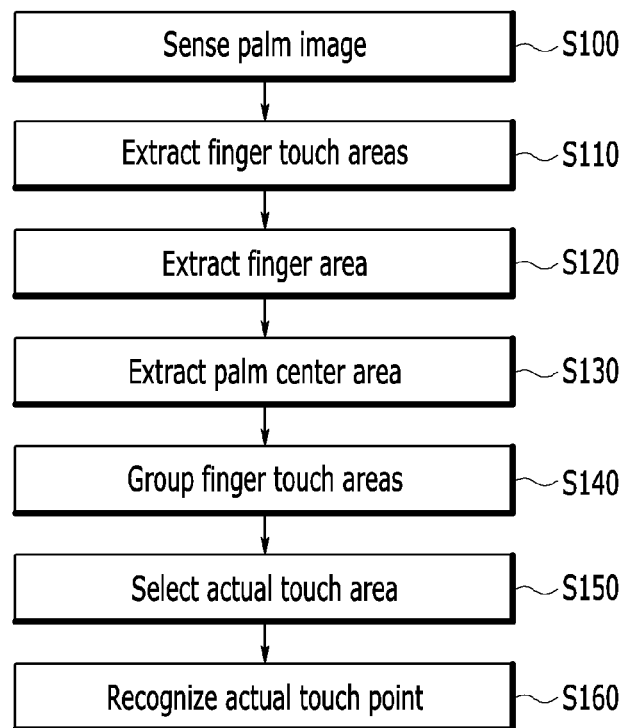 Sense palm image S100
Extract finger touch areas S110
Extract finger area S120
Extract palm center area S130
Group finger touch areas S140
Select actual touch area S150
Recognize actual touch point S160